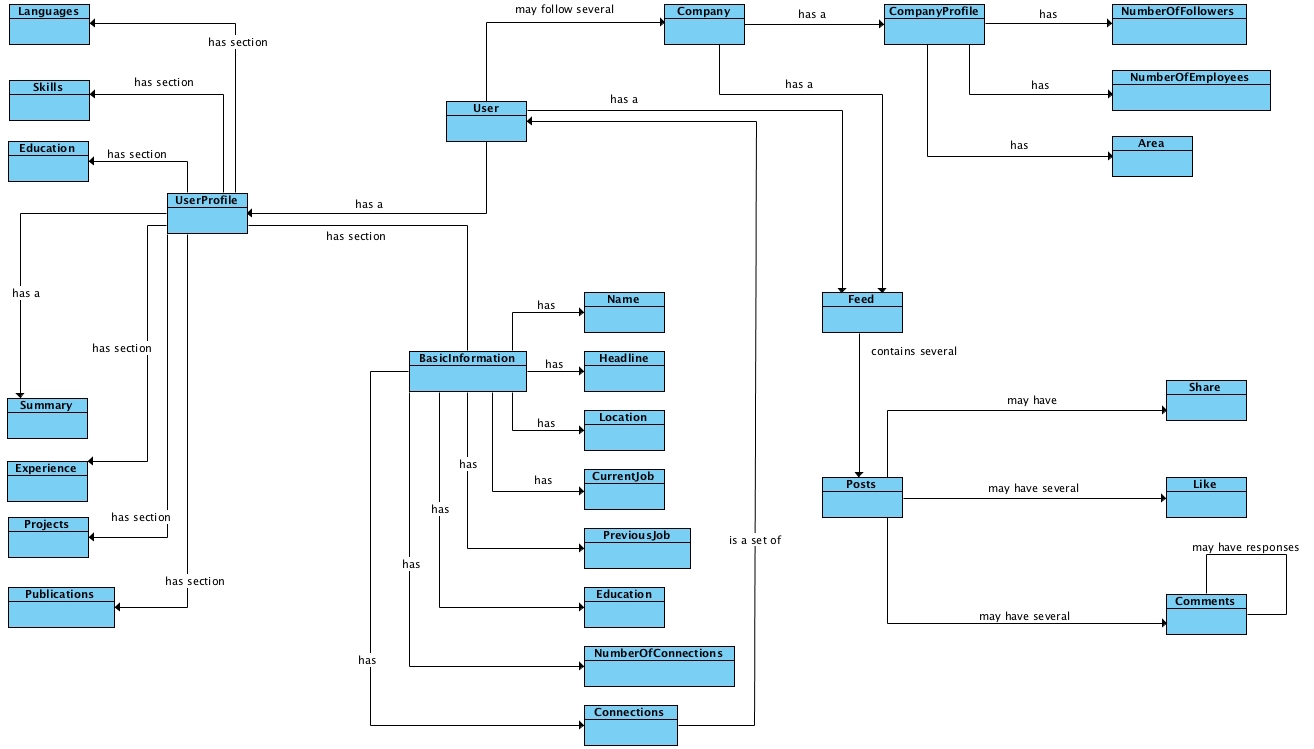 Languages
may follow several
Company
has a
CompanyProfile
has
NumberOfFollowers
has section
Skills
has section
User
has a
has a
has
NumberOfEmployees
Education
has section
has
Area
UserProfile
has a
has section
has a
has section
Name
has
Feed
contains several
BasicInformation
has
Headline
Summary
has
Location
Share
may have
Experience
has
has
CurrentJob
Posts
may have several
Like
Projects
has section
has
PreviousJob
is a set of
may have responses
Publications
has section
has
Education
Comments
may have several
has
NumberOfConnections
Connections